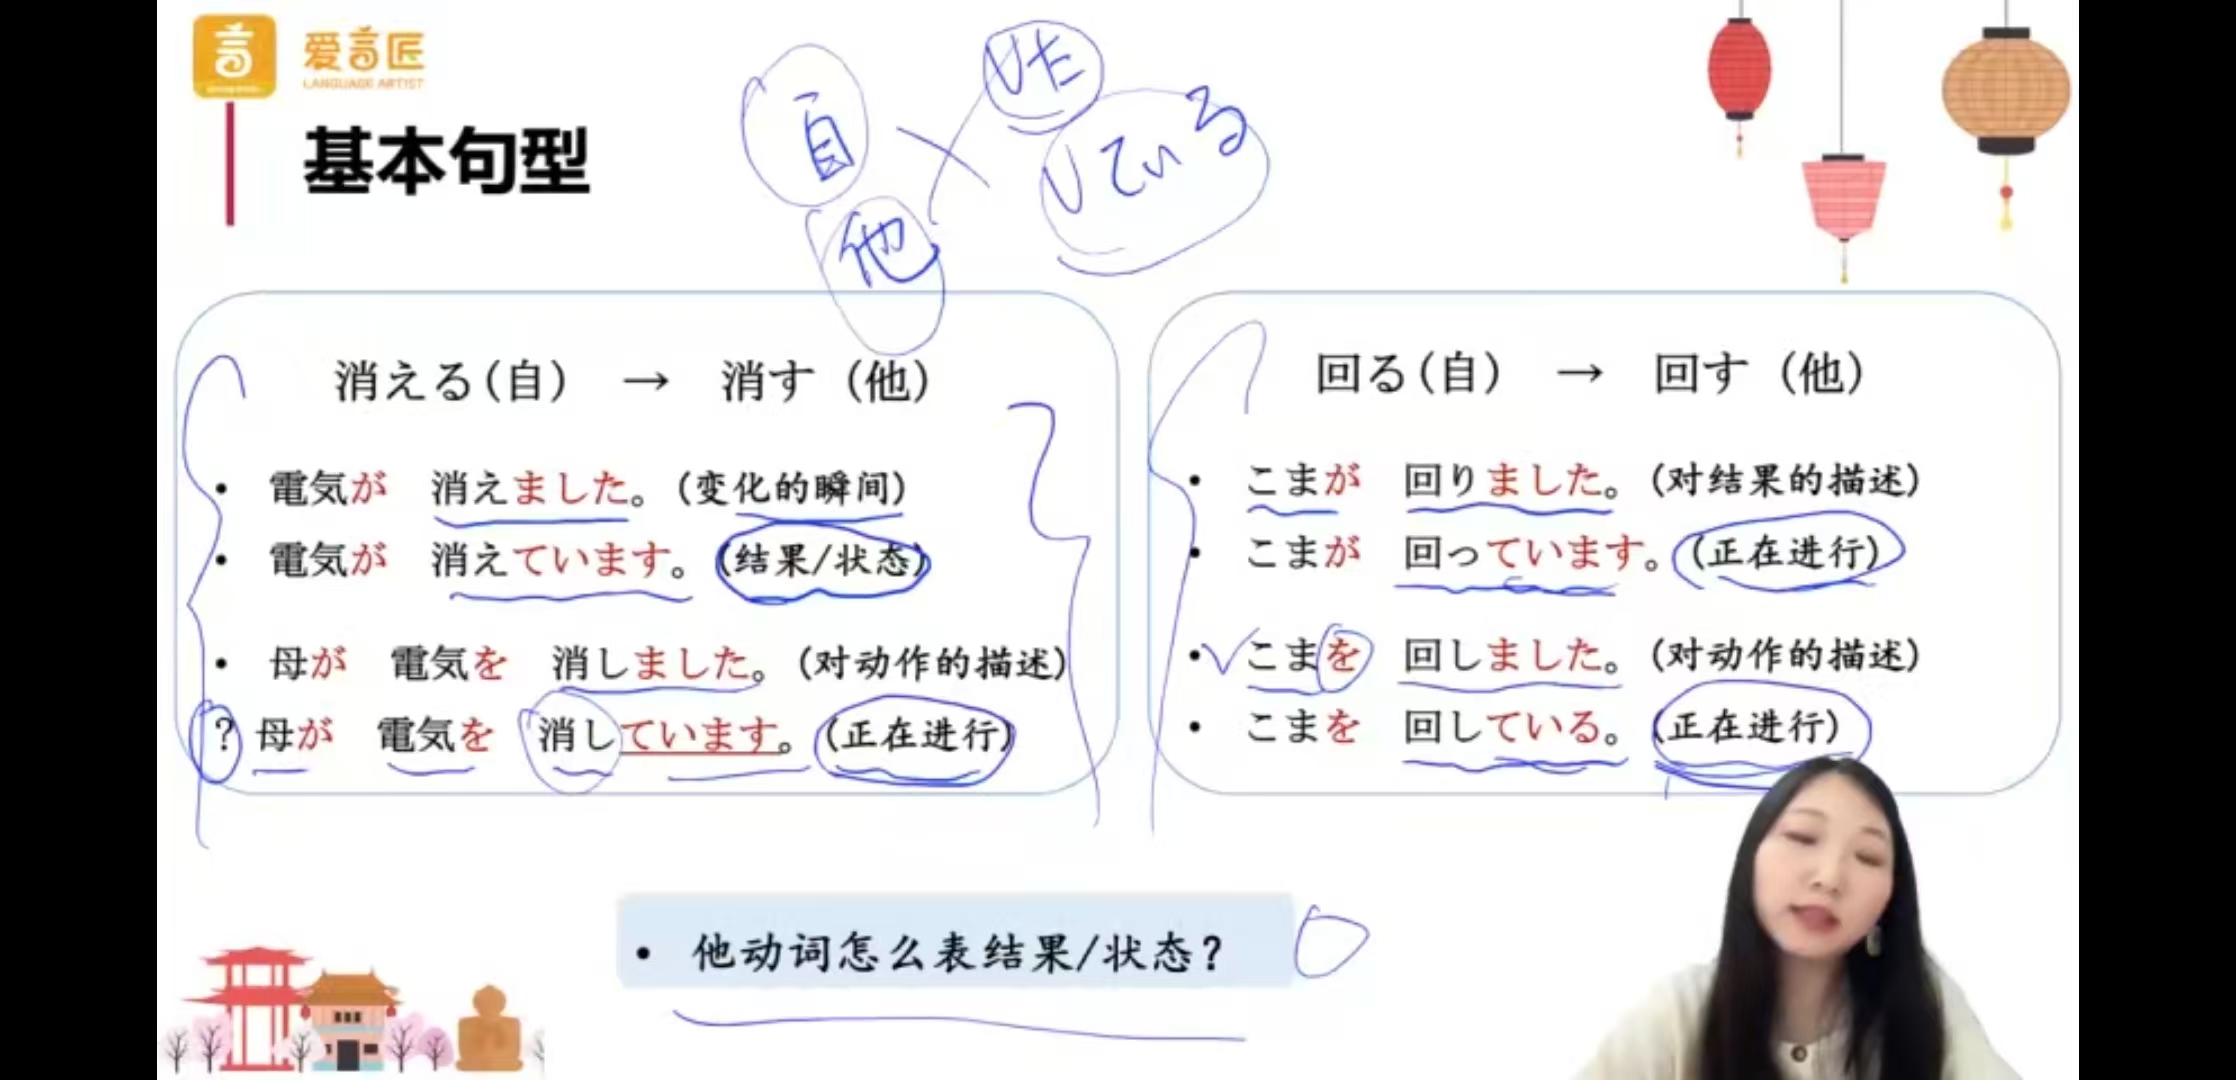 言
爱言匠
LANGUAGE ARTIST
基本句型
自
他
Vた
Vている
消える(自) → 消す (他)
• 電気が 消えました。(变化的瞬间)
• 電気が 消えています。(结果/状态)
• 母が 電気を 消しました。(对动作的描述)
? 母が 電気を 消しています。(正在进行)
回る(自) → 回す (他)
• こまが 回りました。(对结果的描述)
• こまが 回っています。(正在进行)
• こまを 回しました。(对动作的描述)
• こまを 回している。(正在进行)
• 他动词怎么表结果/状态?